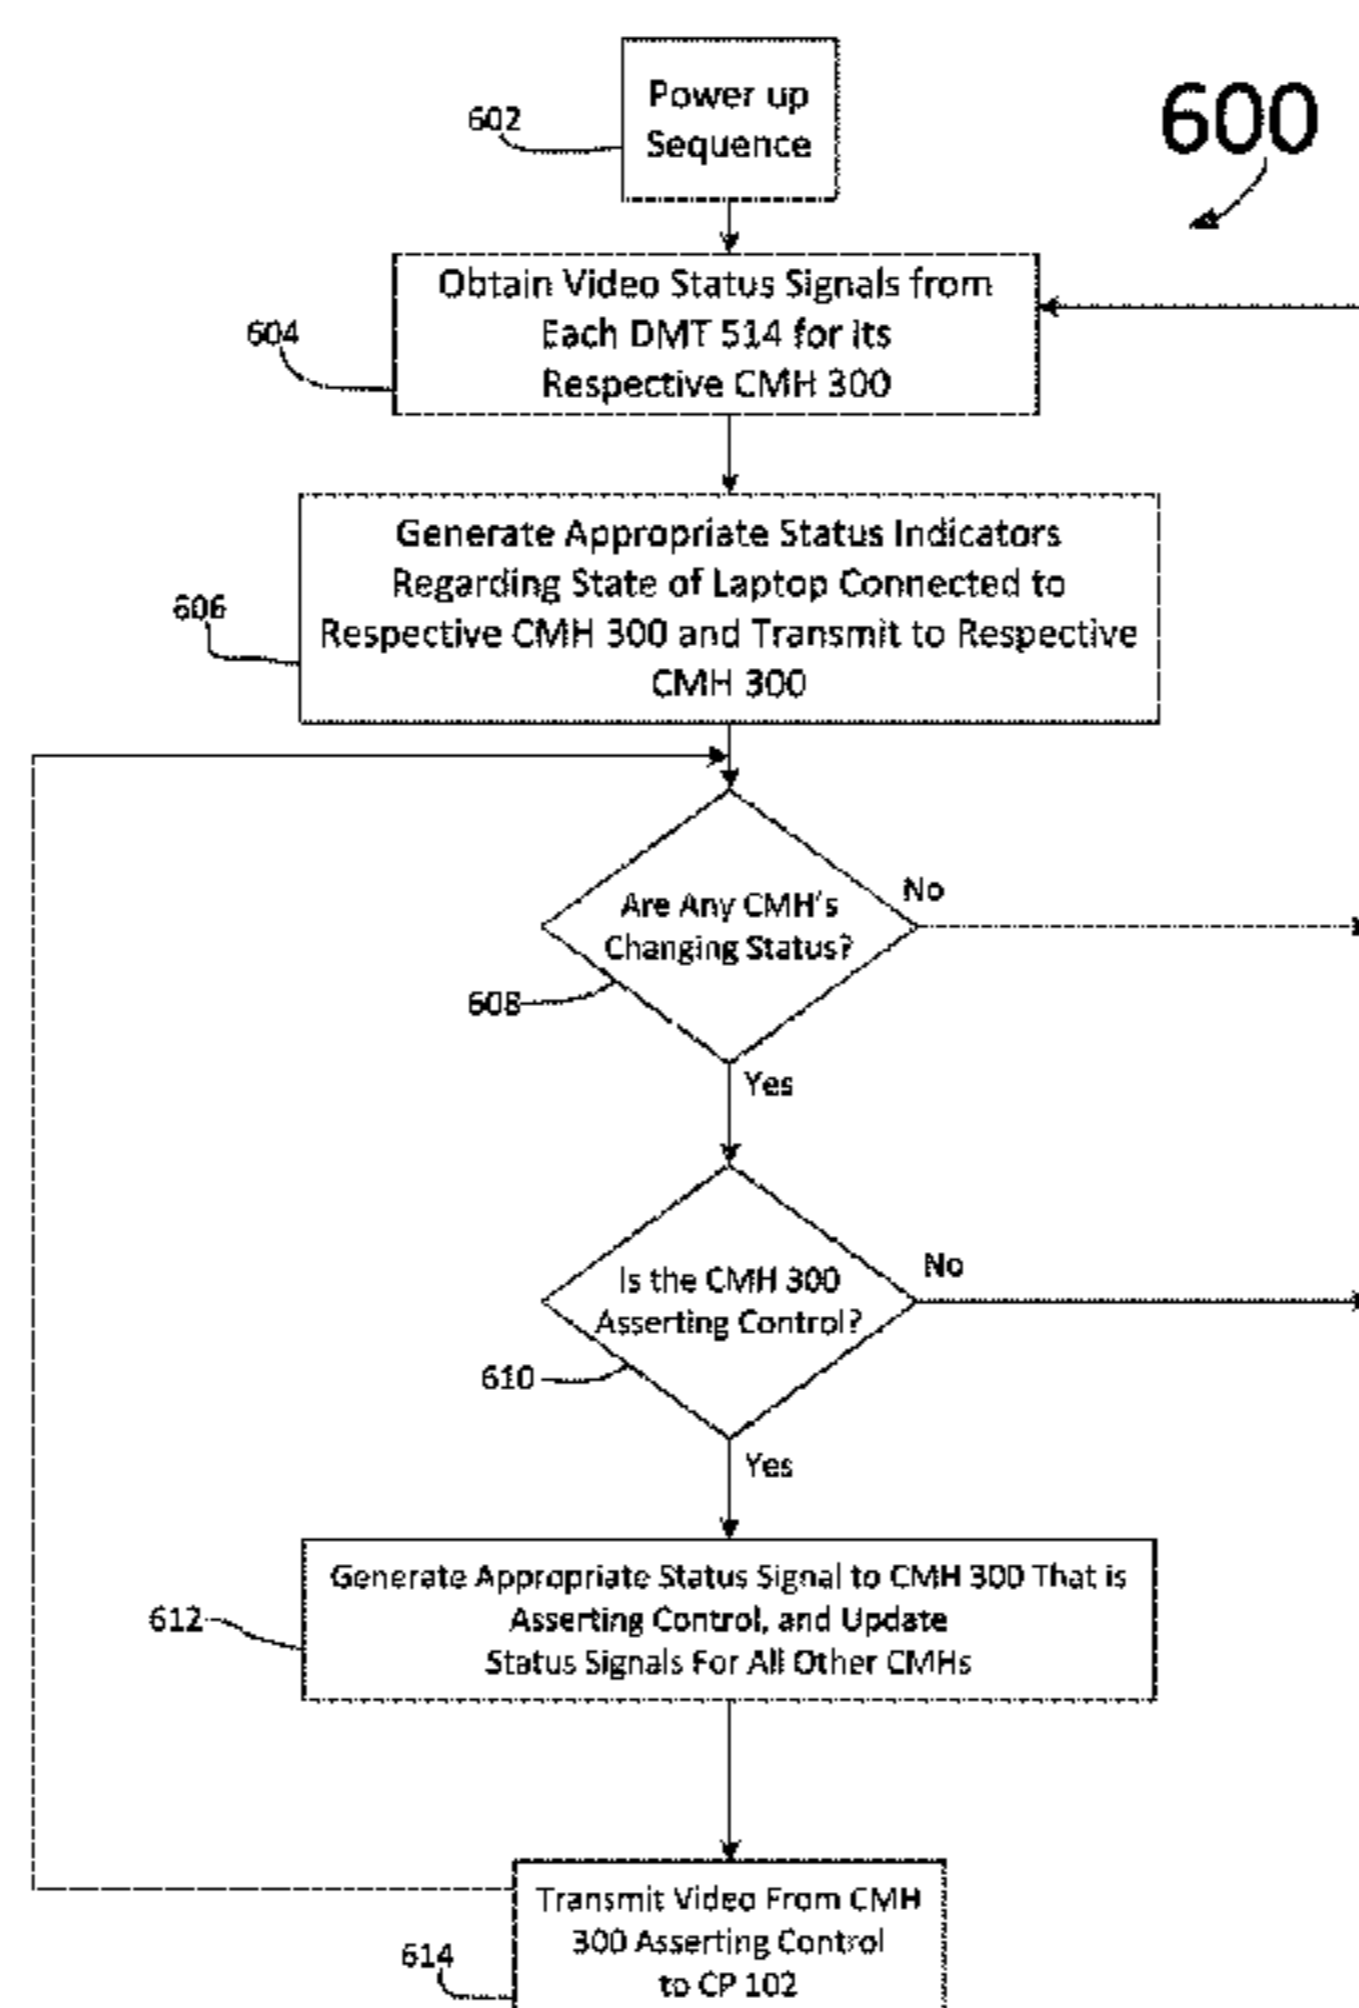 600
602
Power up
Sequence
604
Obtain Video Status Signals from
Each DMT 514 for its
Respective CMH 300
606
Generate Appropriate Status Indicators
Regarding State of Laptop Connected to
Respective CMH 300 and Transmit to Respective
CMH 300
Are Any CMH's
Changing Status?
No
608
Yes
Is the CMH 300
Asserting Control?
No
610
Yes
612
Generate Appropriate Status Signal to CMH 300 That is
Asserting Control, and Update
Status Signals For All Other CMHs
614
Transmit Video From CMH
300 Asserting Control
to CP 102